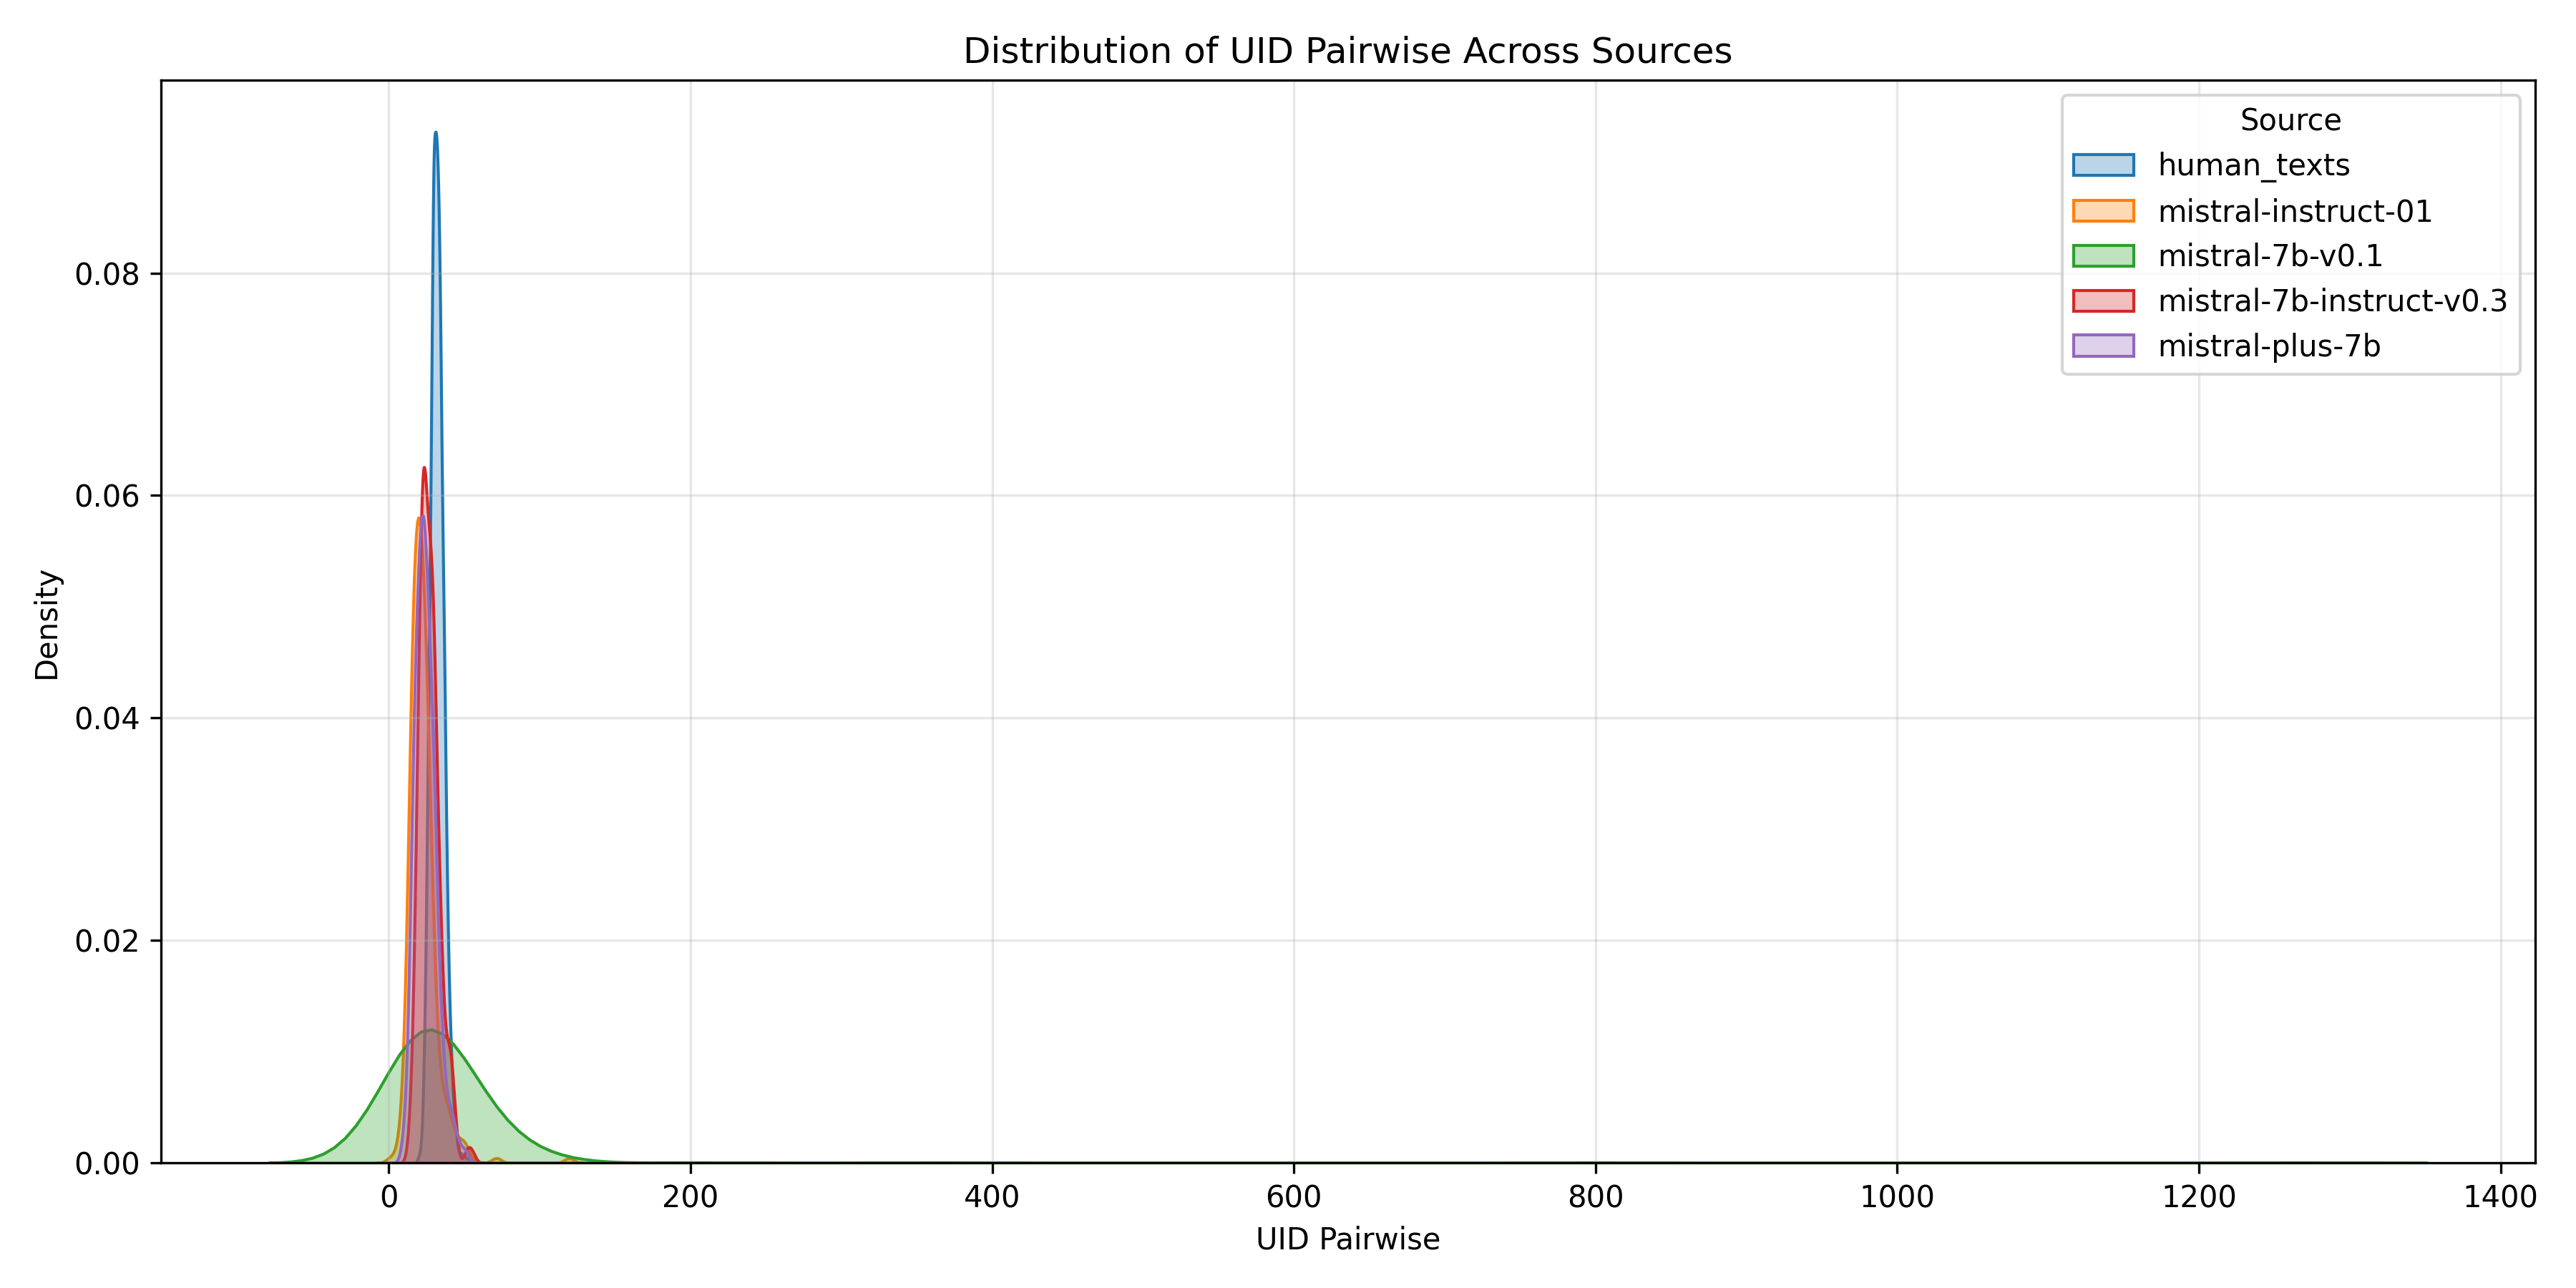 Distribution of UID Pairwise Across Sources
Source
human_texts
mistral-instruct-01
mistral-7b-v0.1
mistral-7b-instruct-v0.3
mistral-plus-7b
Density
0.08
0.06
0.04
0.02
0.00
0 200 400 600 800 1000 1200 1400
UID Pairwise